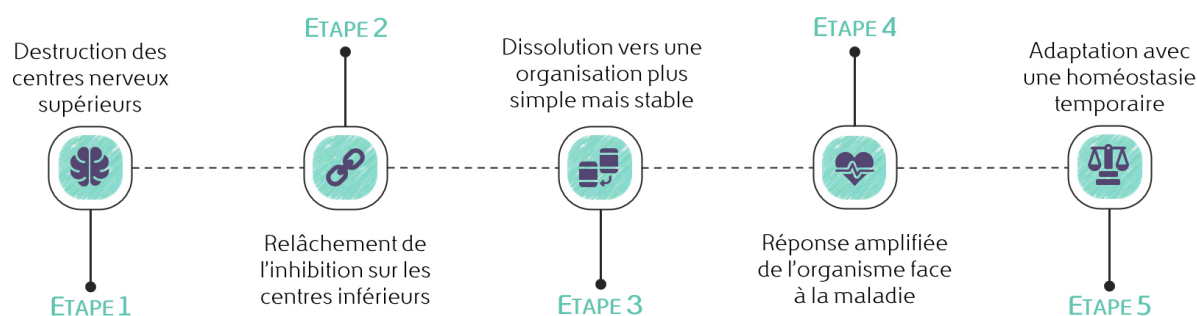 Destruction des
centres nerveux
supérieurs
ETAPE 1
ETAPE 2
Relâchement de
l'inhibition sur les
centres inférieurs
Dissolution vers une
organisation plus
simple mais stable
ETAPE 3
ETAPE 4
Réponse amplifiée
de l'organisme face
à la maladie
Adaptation avec
une homéostasie
temporaire
ETAPE 5